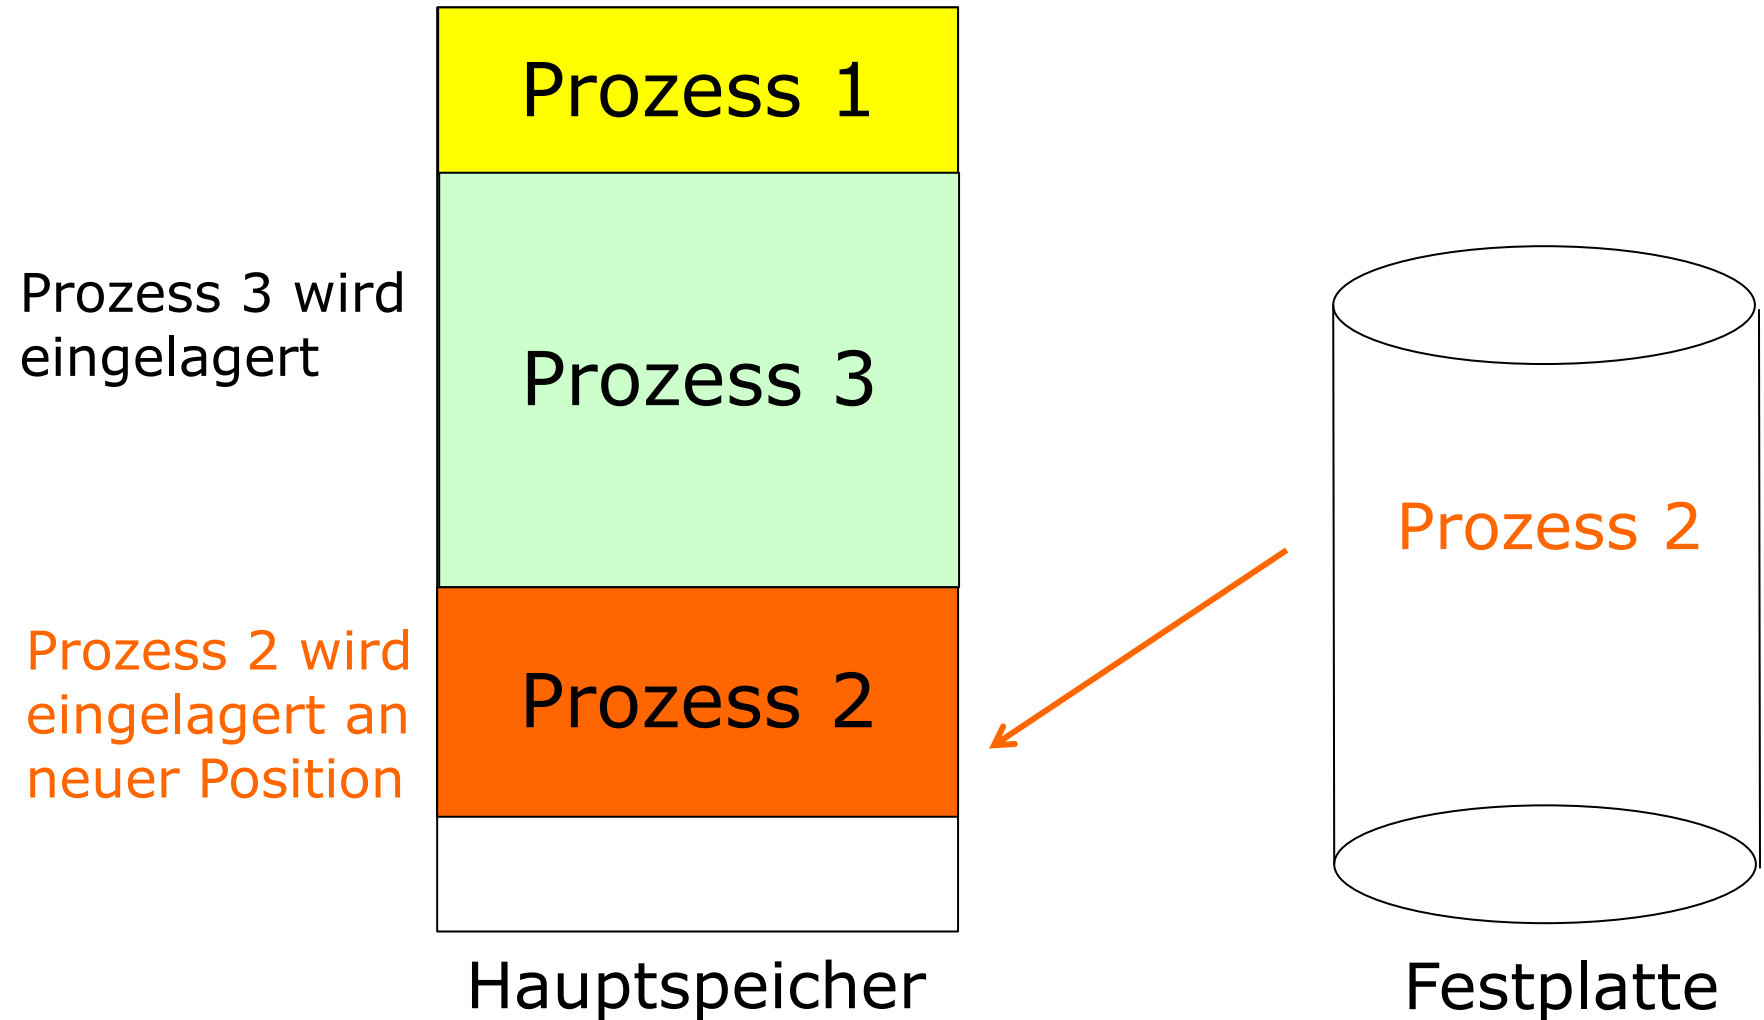 Prozess 1
Prozess 3 wird
eingelagert
Prozess 3
Prozess 2
Prozess 2 wird
eingelagert an
neuer Position
Prozess 2
Hauptspeicher
Festplatte